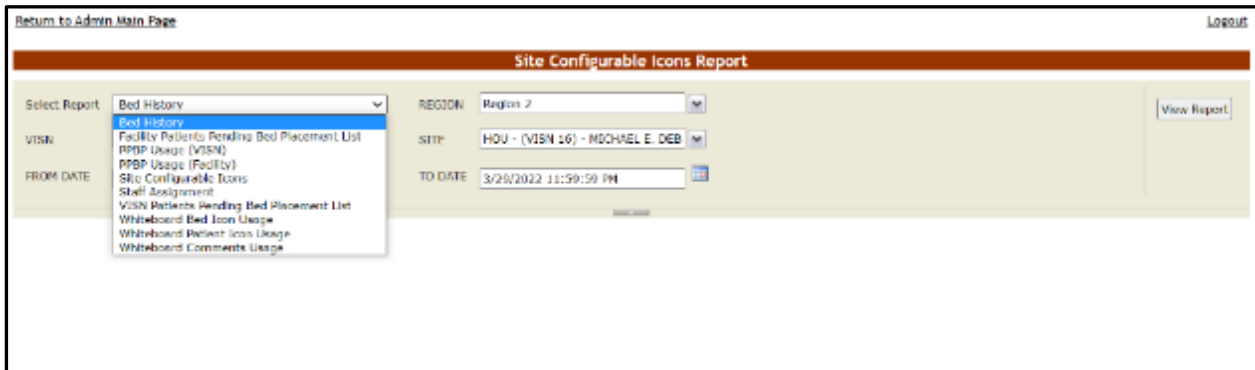 Return to Admin Main Page Logout
Site Configurable Icons Report
Select Report Bed History REGION Region 2 View Report
Bed History
Facility Patients Pending Bed Placement List
VISN PPBP Usage (VISN) SITE HOU - (VISN 16) - MICHAEL E. DEB
PPBP Usage (Facility)
FROM DATE Site Configurable Icons TO DATE 3/29/2022 11:59:59 PM
Staff Assignment
VISN Patients Pending Bed Placement List
Whiteboard Bed Icon Usage
Whiteboard Patient Icon Usage
Whiteboard Comments Usage